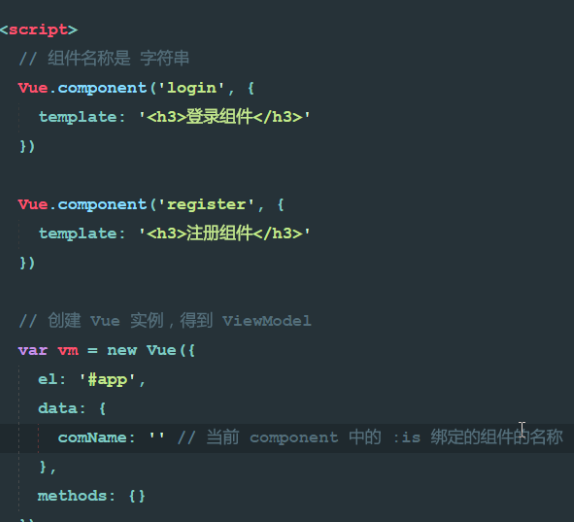 <script>
// 组件名称是 字符串
Vue.component('login', {
template: '<h3>登录组件</h3>'
})
Vue.component('register', {
template: '<h3>注册组件</h3>'
})
// 创建 Vue 实例，得到 ViewModel
var vm = new Vue({
el: '#app',
data: {
comName: '' // 当前 component 中的 :is 绑定的组件的名称
},
methods: {}